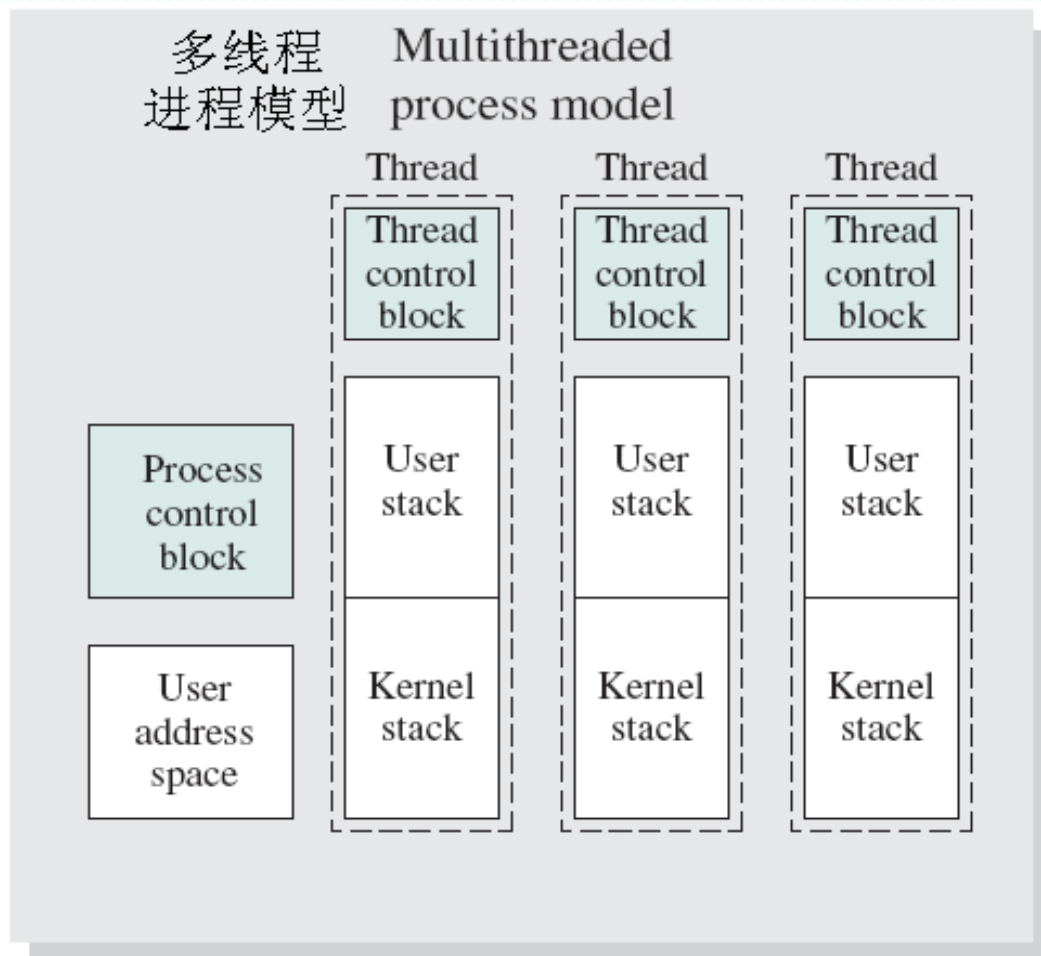 多线程 Multithreaded
进程模型 process model
Thread
Thread
control
block
User
stack
Kernel
stack
Thread
Thread
control
block
User
stack
Kernel
stack
Thread
Thread
control
block
User
stack
Kernel
stack
Process
control
block
User
address
space